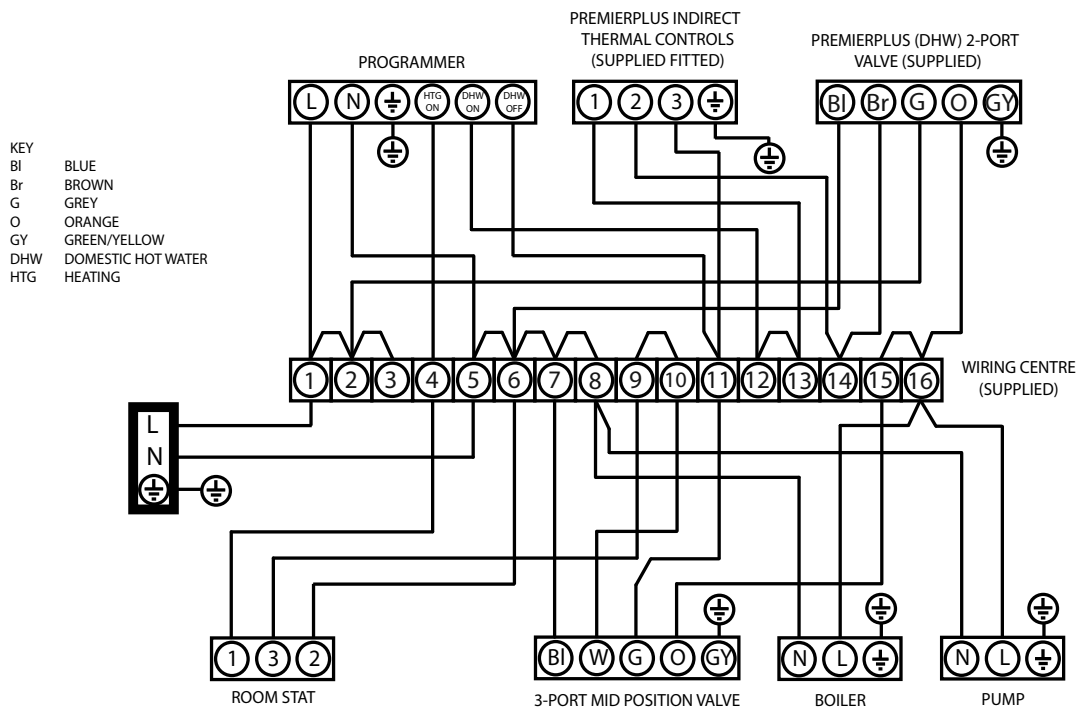 PREMIERPLUS INDIRECT
THERMAL CONTROLS
(SUPPLIED FITTED)
PREMIERPLUS (DHW) 2-PORT
VALVE (SUPPLIED)
PROGRAMMER
L N HTG ON DHW ON DHW OFF
1 2 3
Bl Br G O GY
KEY
Bl BLUE
Br BROWN
G GREY
O ORANGE
GY GREEN/YELLOW
DHW DOMESTIC HOT WATER
HTG HEATING
1 2 3 4 5 6 7 8 9 10 11 12 13 14 15 16
WIRING CENTRE
(SUPPLIED)
L
N
1 3 2
Bl W G O GY
N L
N L
ROOM STAT
3-PORT MID POSITION VALVE
BOILER
PUMP